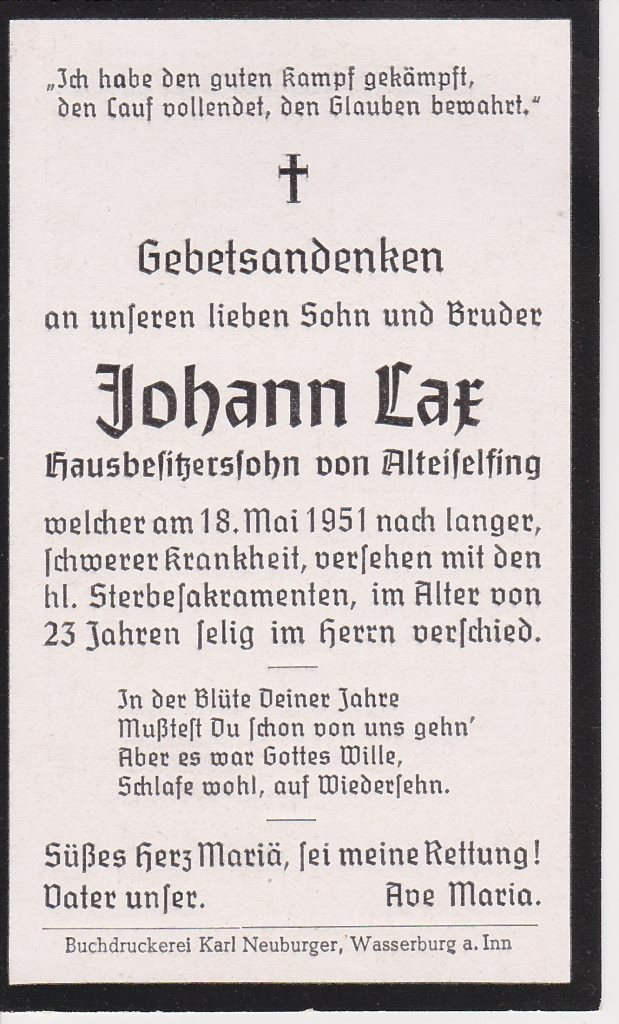 „Ich habe den guten Kampf gekämpft,
den Lauf vollendet, den Glauben bewahrt.“
Gebetsandenken
an unſeren lieben Sohn und Bruder
Johann Lax
Hausbeſitzersſohn von Alteiſelfing
welcher am 18. Mai 1951 nach langer,
ſchwerer Krankheit, verſehen mit den
hl. Sterbeſakramenten, im Alter von
23 Jahren ſelig im Herrn verſchied.
In der Blüte Deiner Jahre
Mußteſt Du ſchon von uns gehn’
Aber es war Gottes Wille,
Schlafe wohl, auf Wiederſehn.
Süßes Herz Mariä, ſei meine Rettung!
Vater unſer. Ave Maria.
Buchdruckerei Karl Neuburger, Wasserburg a. Inn